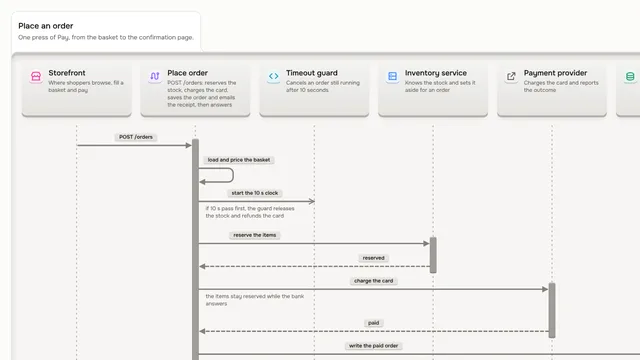 Place an order
One press of Pay, from the basket to the confirmation page.
Storefront
Where shoppers browse, fill a
basket and pay
Place order
POST /orders: reserves the
stock, charges the card,
saves the order and emails
the receipt, then answers
Timeout guard
Cancels an order still running
after 10 seconds
Inventory service
Knows the stock and sets it
aside for an order
Payment provider
Charges the card and reports
the outcome
POST /orders
load and price the basket
start the 10 s clock
if 10 s pass first, the guard releases
the stock and refunds the card
reserve the items
reserved
charge the card
the items stay reserved while the bank
answers
paid
write the paid order